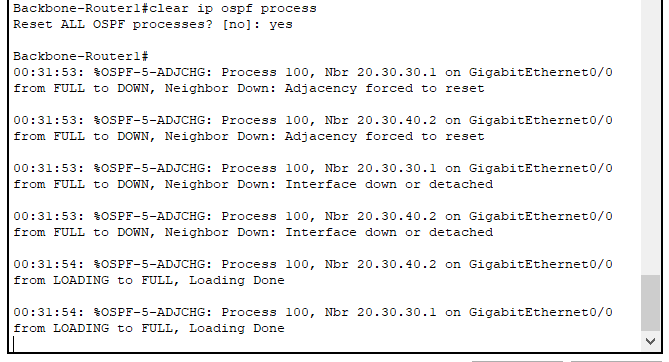 Backbone-Router1#clear ip ospf process
Reset ALL OSPF processes? [no]: yes
Backbone-Router1#
00:31:53: %OSPF-5-ADJCHG: Process 100, Nbr 20.30.30.1 on GigabitEthernet0/0
from FULL to DOWN, Neighbor Down: Adjacency forced to reset
00:31:53: %OSPF-5-ADJCHG: Process 100, Nbr 20.30.40.2 on GigabitEthernet0/0
from FULL to DOWN, Neighbor Down: Adjacency forced to reset
00:31:53: %OSPF-5-ADJCHG: Process 100, Nbr 20.30.30.1 on GigabitEthernet0/0
from FULL to DOWN, Neighbor Down: Interface down or detached
00:31:53: %OSPF-5-ADJCHG: Process 100, Nbr 20.30.40.2 on GigabitEthernet0/0
from FULL to DOWN, Neighbor Down: Interface down or detached
00:31:54: %OSPF-5-ADJCHG: Process 100, Nbr 20.30.40.2 on GigabitEthernet0/0
from LOADING to FULL, Loading Done
00:31:54: %OSPF-5-ADJCHG: Process 100, Nbr 20.30.30.1 on GigabitEthernet0/0
from LOADING to FULL, Loading Done